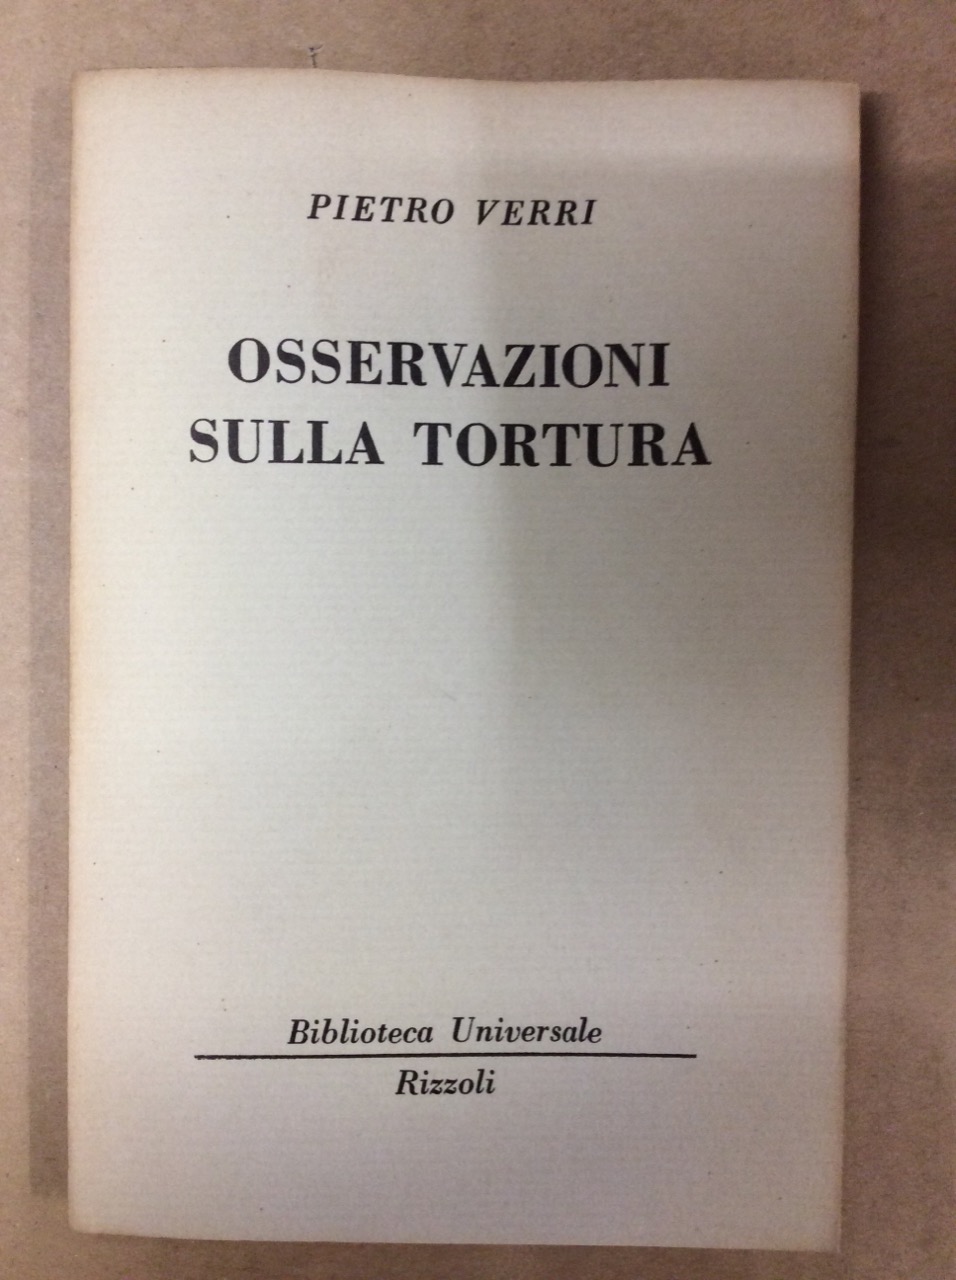 PIETRO VERRI
OSSERVAZIONI
SULLA TORTURA
Biblioteca Universale
Rizzoli